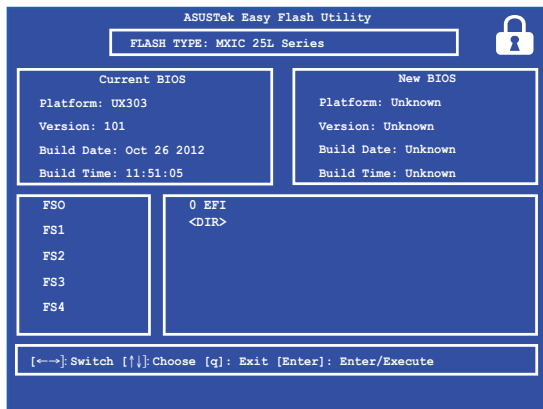 ASUSTek Easy Flash Utility
FLASH TYPE: MXIC 25L Series
Current BIOS
Platform: UX303
Version: 101
Build Date: Oct 26 2012
Build Time: 11:51:05
New BIOS
Platform: Unknown
Version: Unknown
Build Date: Unknown
Build Time: Unknown
FSO
FS1
FS2
FS3
FS4
0 EFI
<DIR>
[←→]: Switch [↑↓]: Choose [q]: Exit [Enter]: Enter/Execute